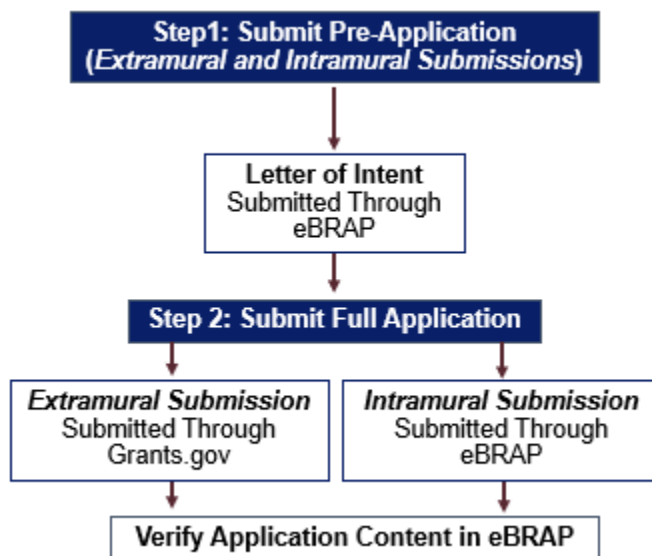 Step1: Submit Pre-Application
(Extramural and Intramural Submissions)
Letter of Intent
Submitted Through
eBRAP
Step 2: Submit Full Application
Extramural Submission
Submitted Through
Grants.gov
Intramural Submission
Submitted Through
eBRAP
Verify Application Content in eBRAP